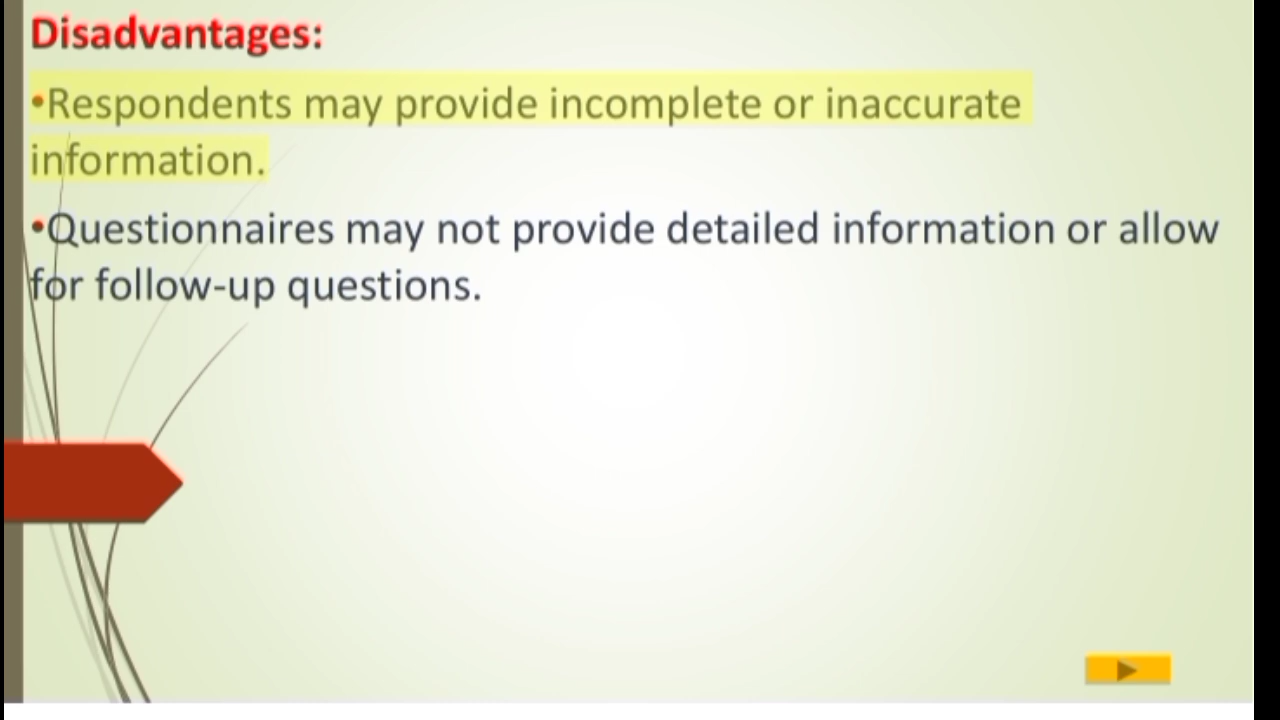 Disadvantages:
•Respondents may provide incomplete or inaccurate
information.
•Questionnaires may not provide detailed information or allow
for follow-up questions.